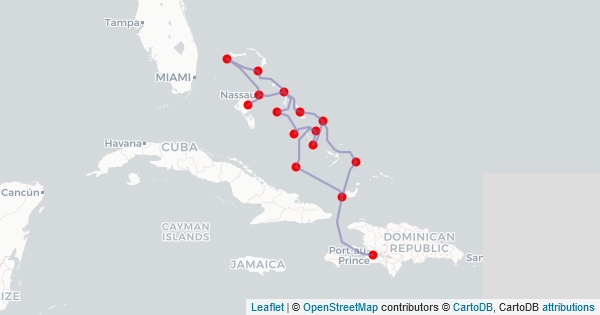 Tampa
MIAMI
Nassau
Havana
CUBA
Cancún
CAYMAN
ISLANDS
JAMAICA
Port-au-
Prince
DOMINICAN
REPUBLIC
San
IZE
Leaflet | © OpenStreetMap contributors © CartoDB, CartoDB attributions